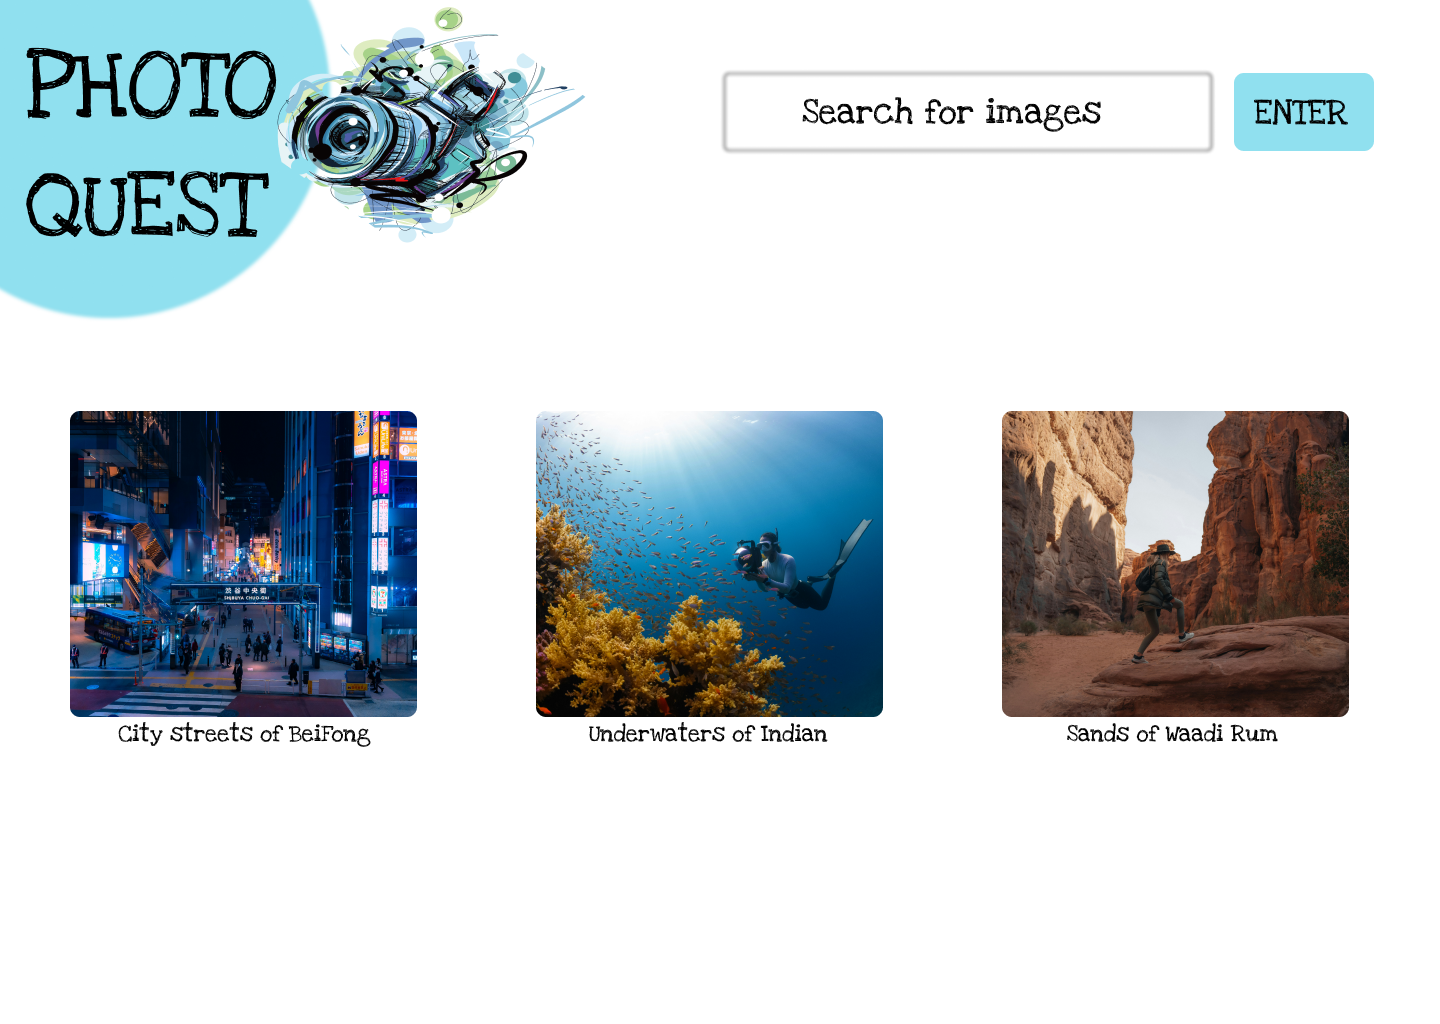 PHOTO
QUEST
Search for images
ENTER
渋谷中央街
SHIBUYA CHUO-GAI
City streets of BeiFong
Underwaters of Indian
Sands of Waadi Rum